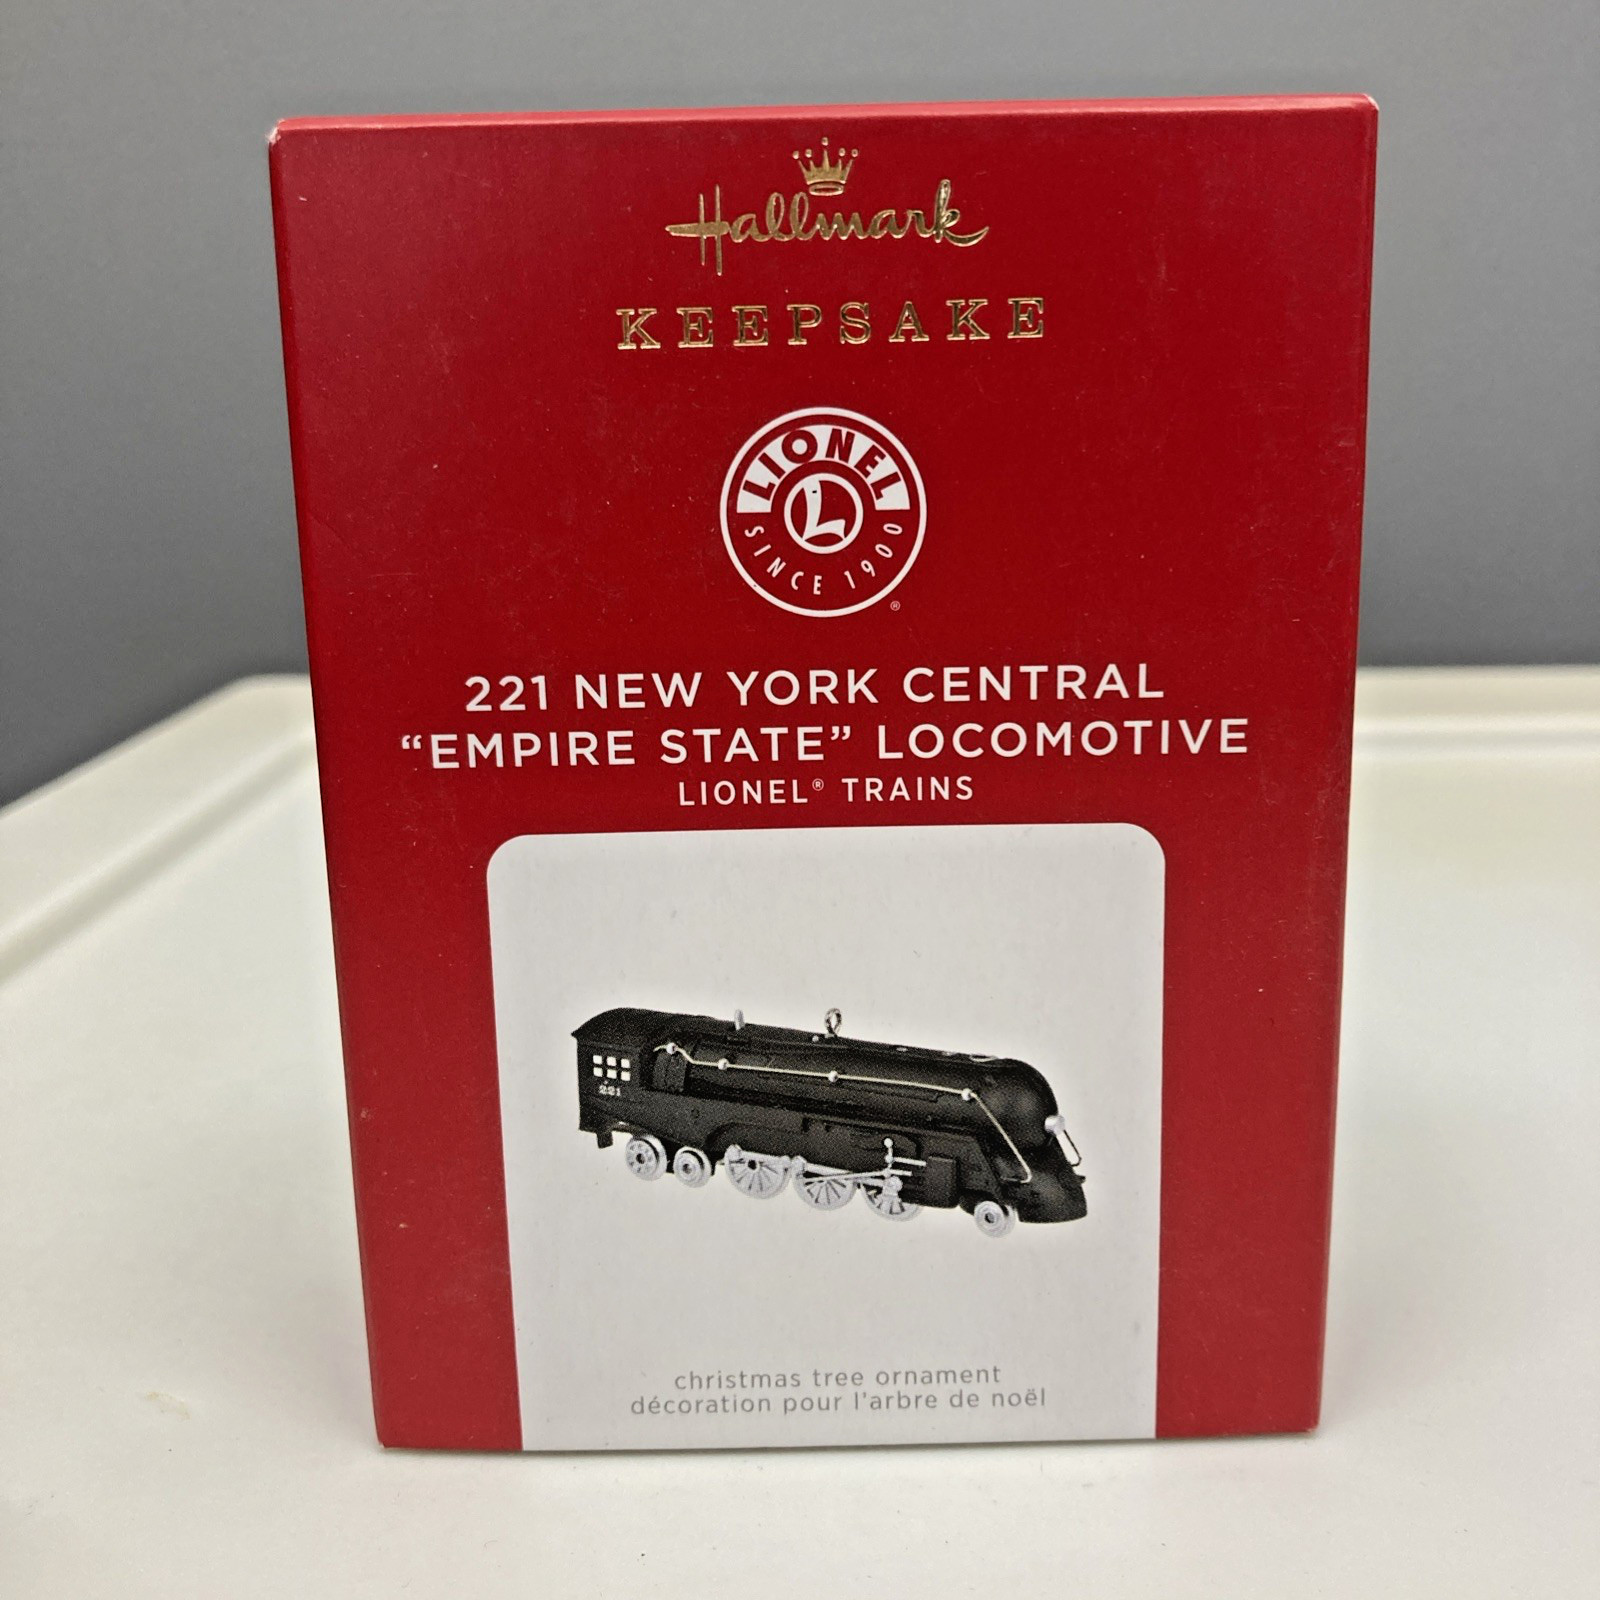 Hallmark
KEEPSAKE
LIONEL
L
SINCE 1900
®
221 NEW YORK CENTRAL
“EMPIRE STATE” LOCOMOTIVE
LIONEL® TRAINS
221
christmas tree ornament
décoration pour l'arbre de noël